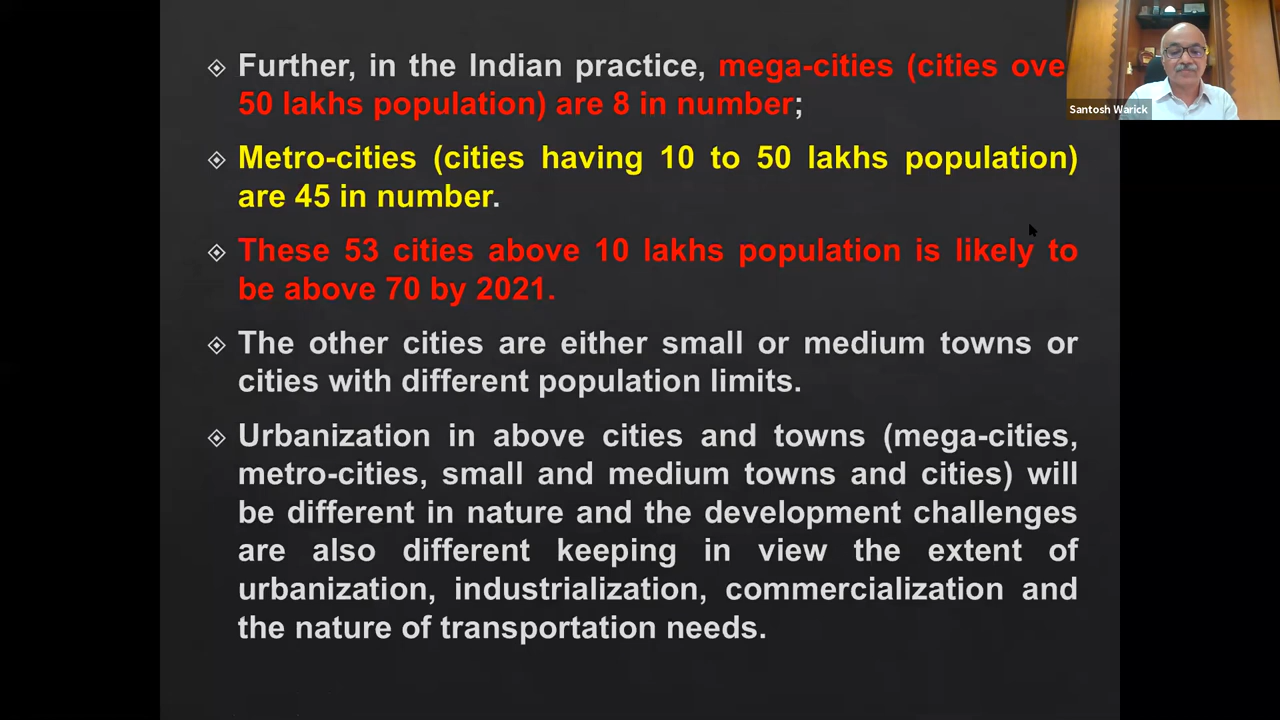 Further, in the Indian practice, mega-cities (cities ove
50 lakhs population) are 8 in number;
Metro-cities (cities having 10 to 50 lakhs population)
are 45 in number.
These 53 cities above 10 lakhs population is likely to
be above 70 by 2021.
The other cities are either small or medium towns or
cities with different population limits.
Urbanization in above cities and towns (mega-cities,
metro-cities, small and medium towns and cities) will
be different in nature and the development challenges
are also different keeping in view the extent of
urbanization, industrialization, commercialization and
the nature of transportation needs.
Santosh Warick